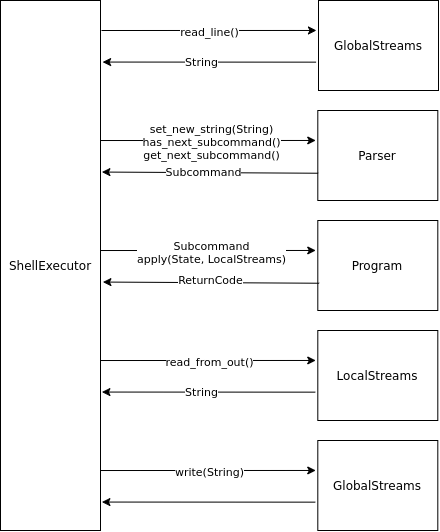 ShellExecutor
read_line()
String
GlobalStreams
set_new_string(String)
has_next_subcommand()
get_next_subcommand()
Subcommand
Parser
Subcommand
apply(State, LocalStreams)
ReturnCode
Program
read_from_out()
String
LocalStreams
write(String)
GlobalStreams